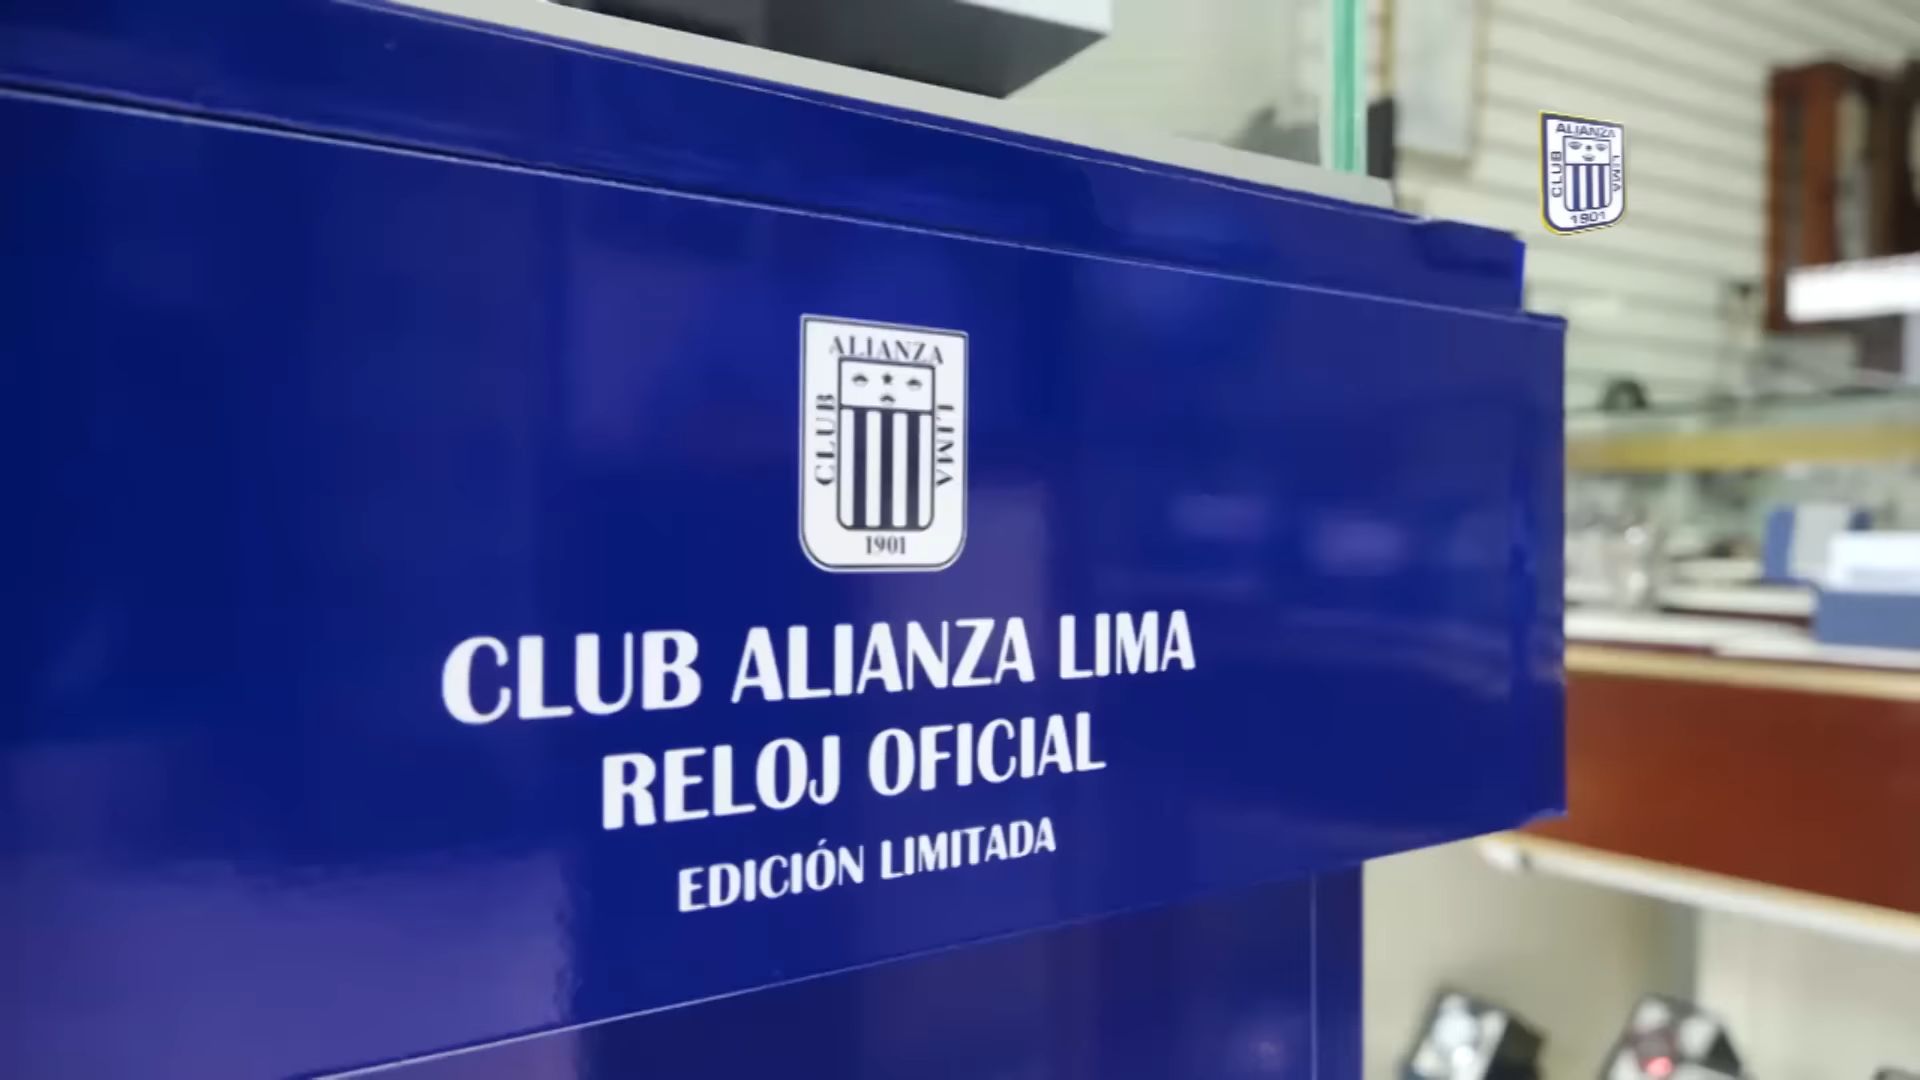 ALIANZA
CLUB
LIMA
1901
CLUB ALIANZA LIMA
RELOJ OFICIAL
EDICIÓN LIMITADA
ALIANZA
CLUB
LIMA
1901